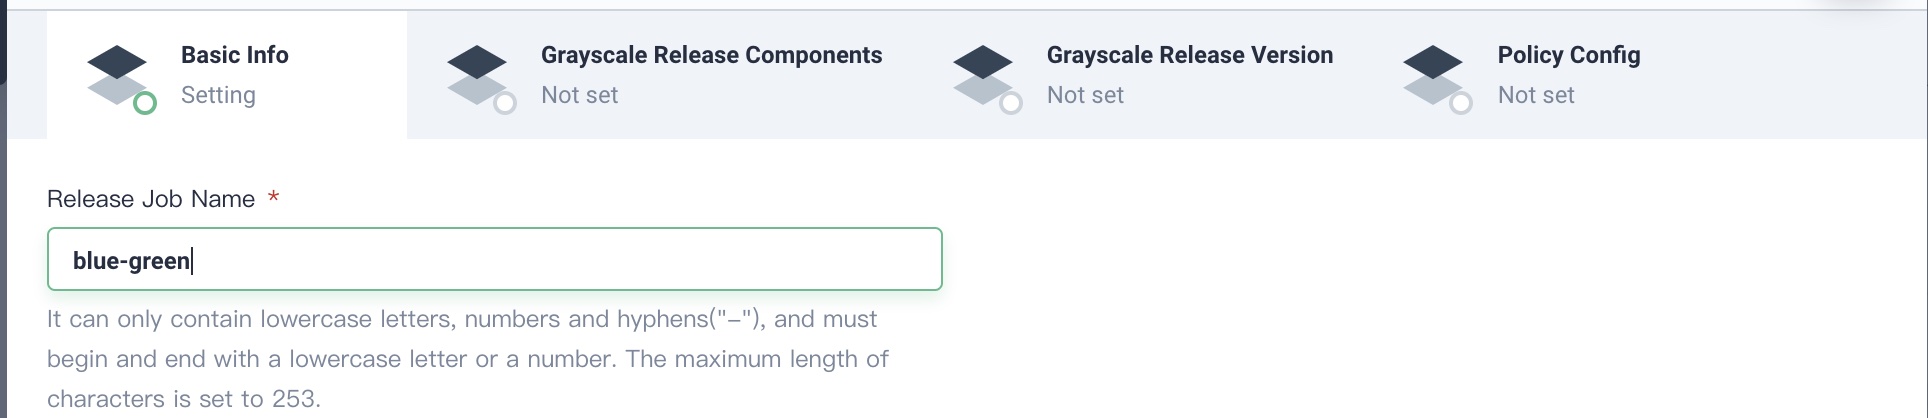 Basic Info
Setting
Grayscale Release Components
Not set
Grayscale Release Version
Not set
Policy Config
Not set
Release Job Name *
blue-green
It can only contain lowercase letters, numbers and hyphens("-"), and must
begin and end with a lowercase letter or a number. The maximum length of
characters is set to 253.